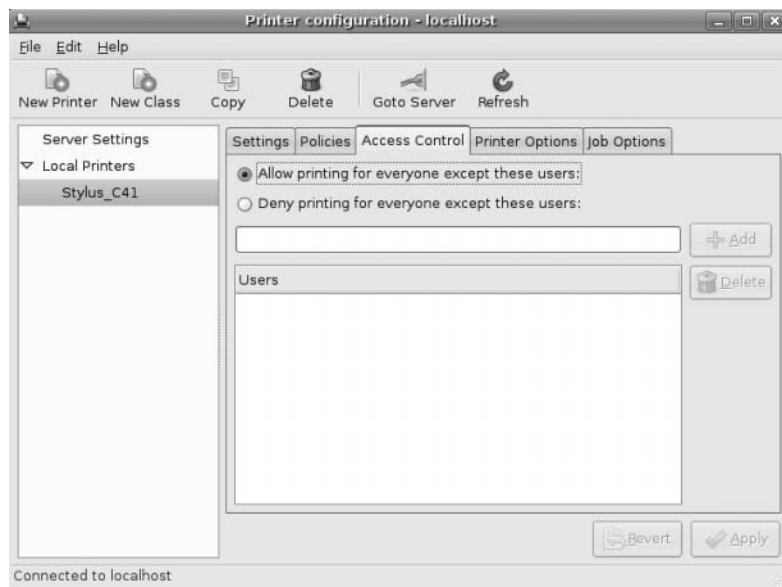 Printer configuration - localhost
File Edit Help
New Printer New Class Copy Delete Goto Server Refresh
Server Settings
Local Printers
Stylus_C41
Settings Policies Access Control Printer Options Job Options
Allow printing for everyone except these users:
Deny printing for everyone except these users:
Add
Users
Delete
Revert Apply
Connected to localhost